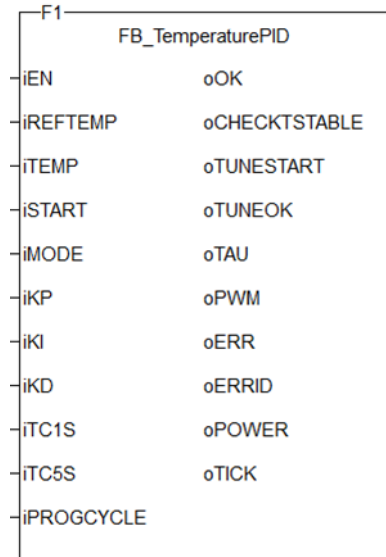 F1
FB_TemperaturePID
iEN oOK
iREFTEMP oCHECKTSTABLE
iTEMP oTUNESTART
iSTART oTUNEOK
iMODE oTAU
iKP oPWM
iKI oERR
iKD oERRID
iTC1S oPOWER
iTC5S oTICK
iPROGCYCLE